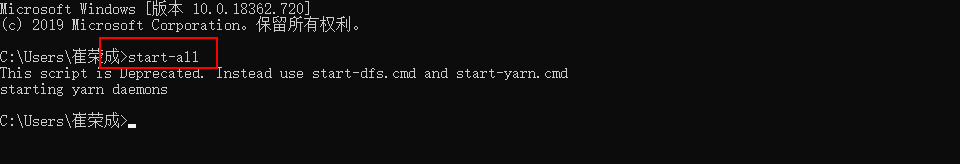 Microsoft Windows [版本 10.0.18362.720]
(c) 2019 Microsoft Corporation。保留所有权利。
C:\Users\崔荣成>start-all
This script is Deprecated. Instead use start-dfs.cmd and start-yarn.cmd
starting yarn daemons
C:\Users\崔荣成>